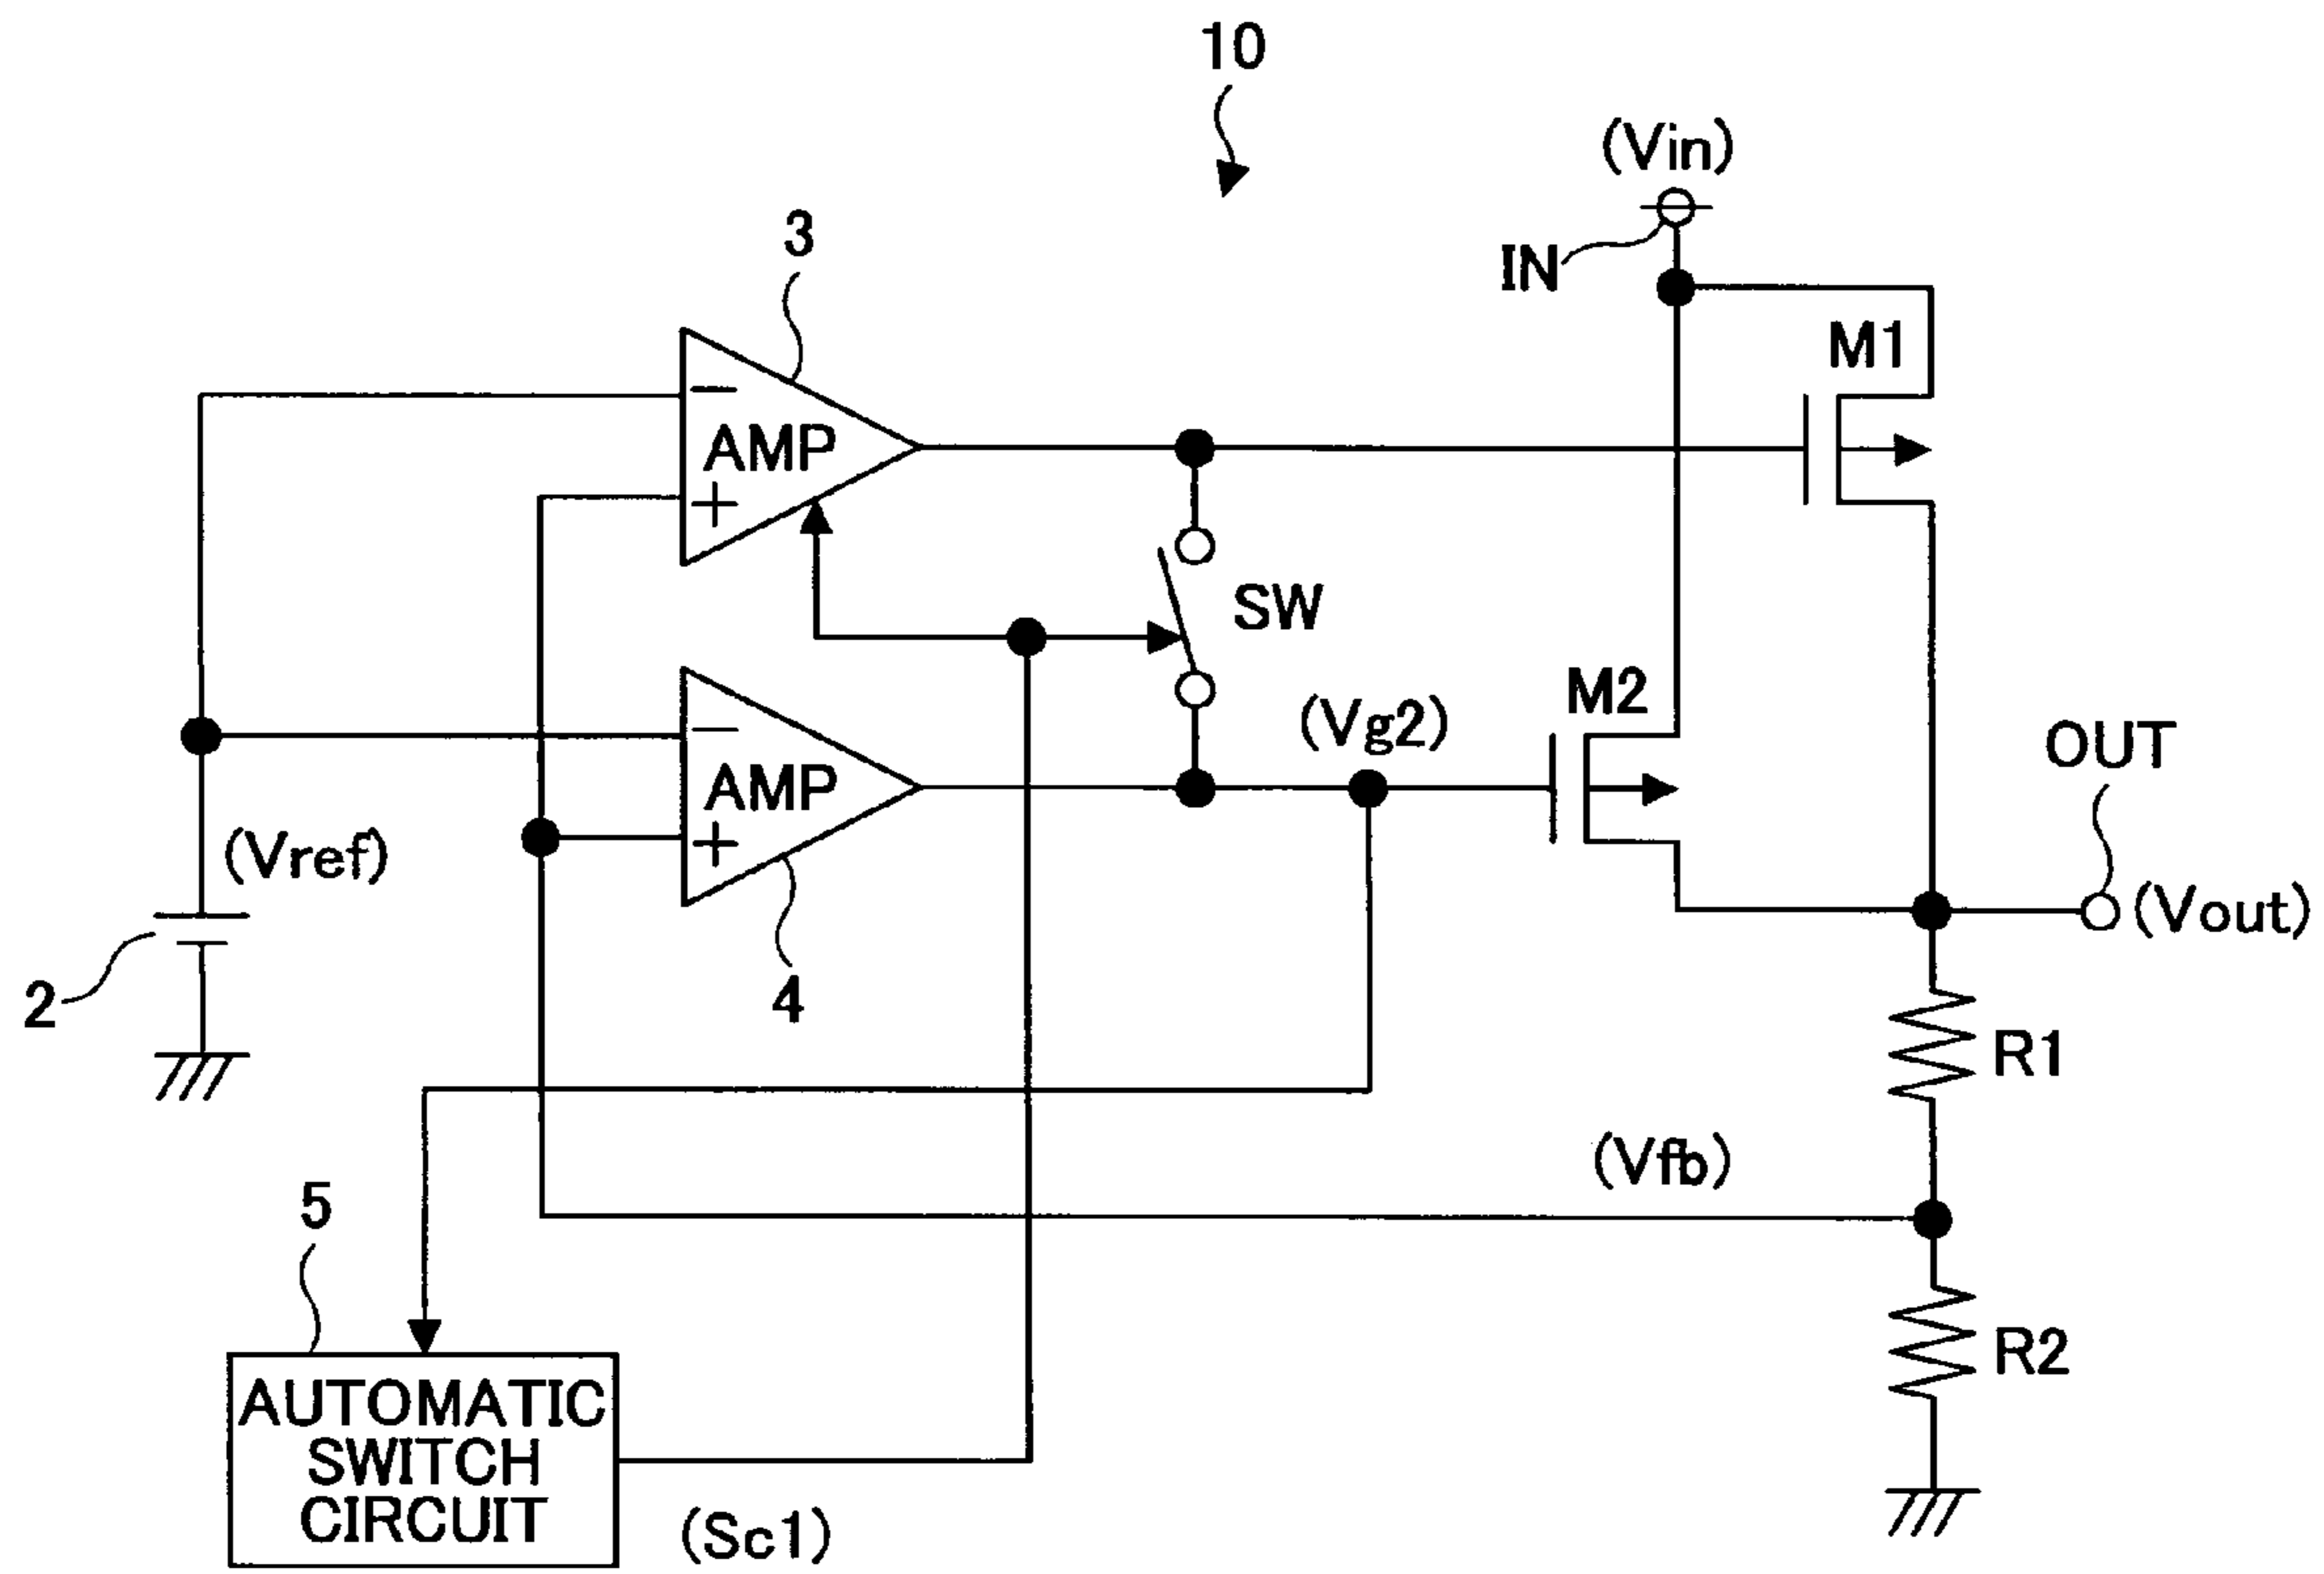 10
(Vin)
IN
3
M1
−
AMP
+
SW
M2
(Vg2)
OUT
−
AMP
+
(Vref)
(Vout)
2
4
R1
(Vfb)
5
R2
AUTOMATIC
SWITCH
CIRCUIT
(Sc1)